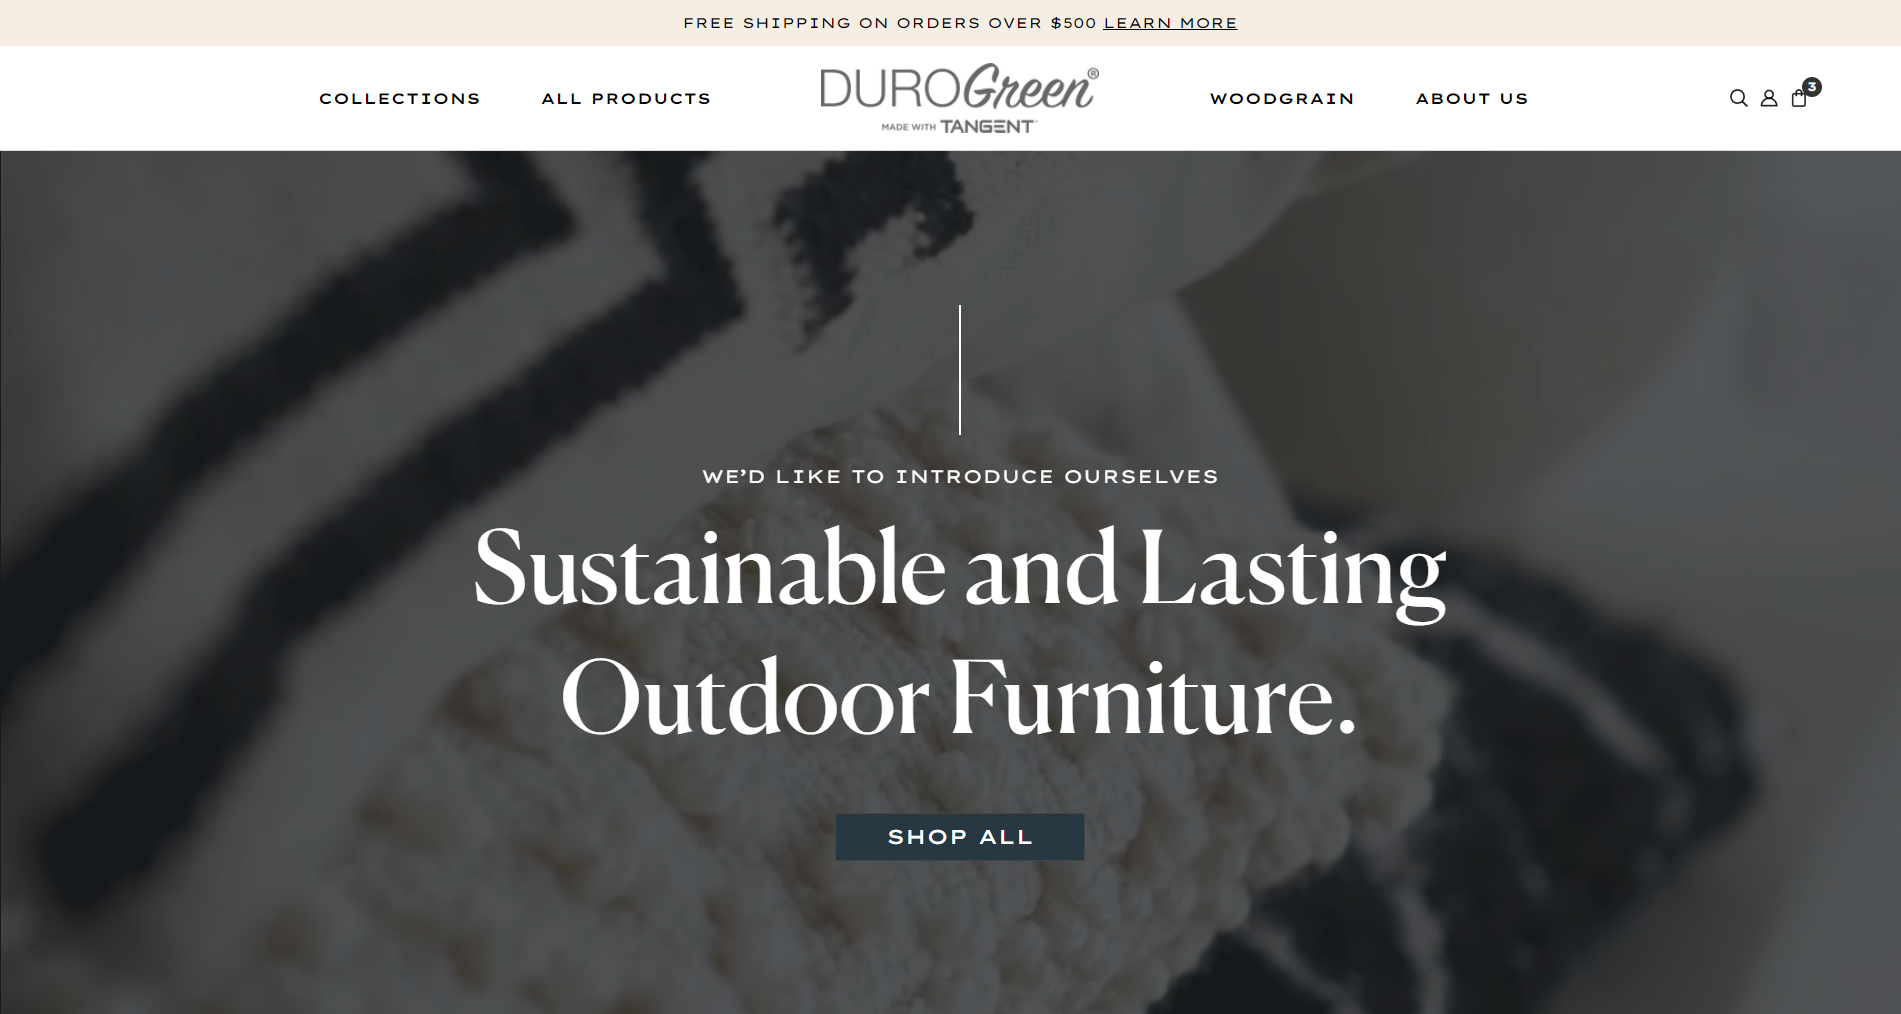 FREE SHIPPING ON ORDERS OVER $500 LEARN MORE
COLLECTIONS
ALL PRODUCTS
DUROGreen®
MADE WITH TANGENT
WOODGRAIN
ABOUT US
3
WE’D LIKE TO INTRODUCE OURSELVES
Sustainable and Lasting
Outdoor Furniture.
SHOP ALL